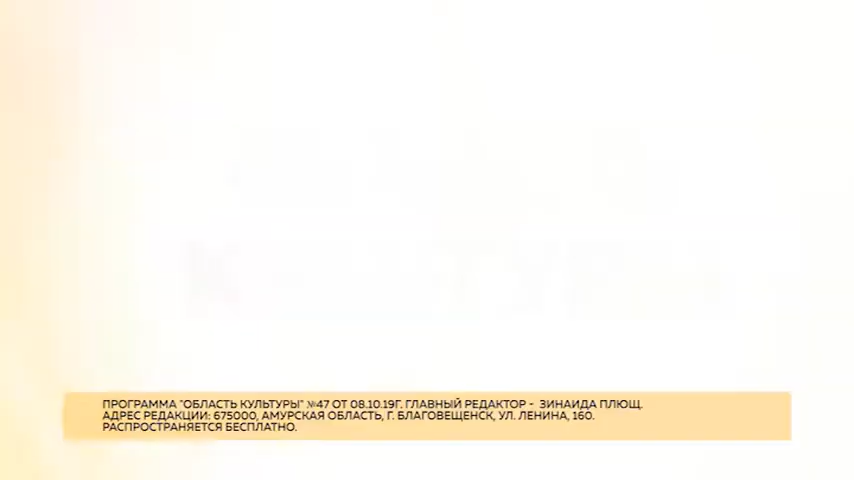 ПРОГРАММА "ОБЛАСТЬ КУЛЬТУРЫ" №47 ОТ 08.10.19Г. ГЛАВНЫЙ РЕДАКТОР - ЗИНАИДА ПЛЮЩ.
АДРЕС РЕДАКЦИИ: 675000, АМУРСКАЯ ОБЛАСТЬ, Г. БЛАГОВЕЩЕНСК, УЛ. ЛЕНИНА, 160.
РАСПРОСТРАНЯЕТСЯ БЕСПЛАТНО.